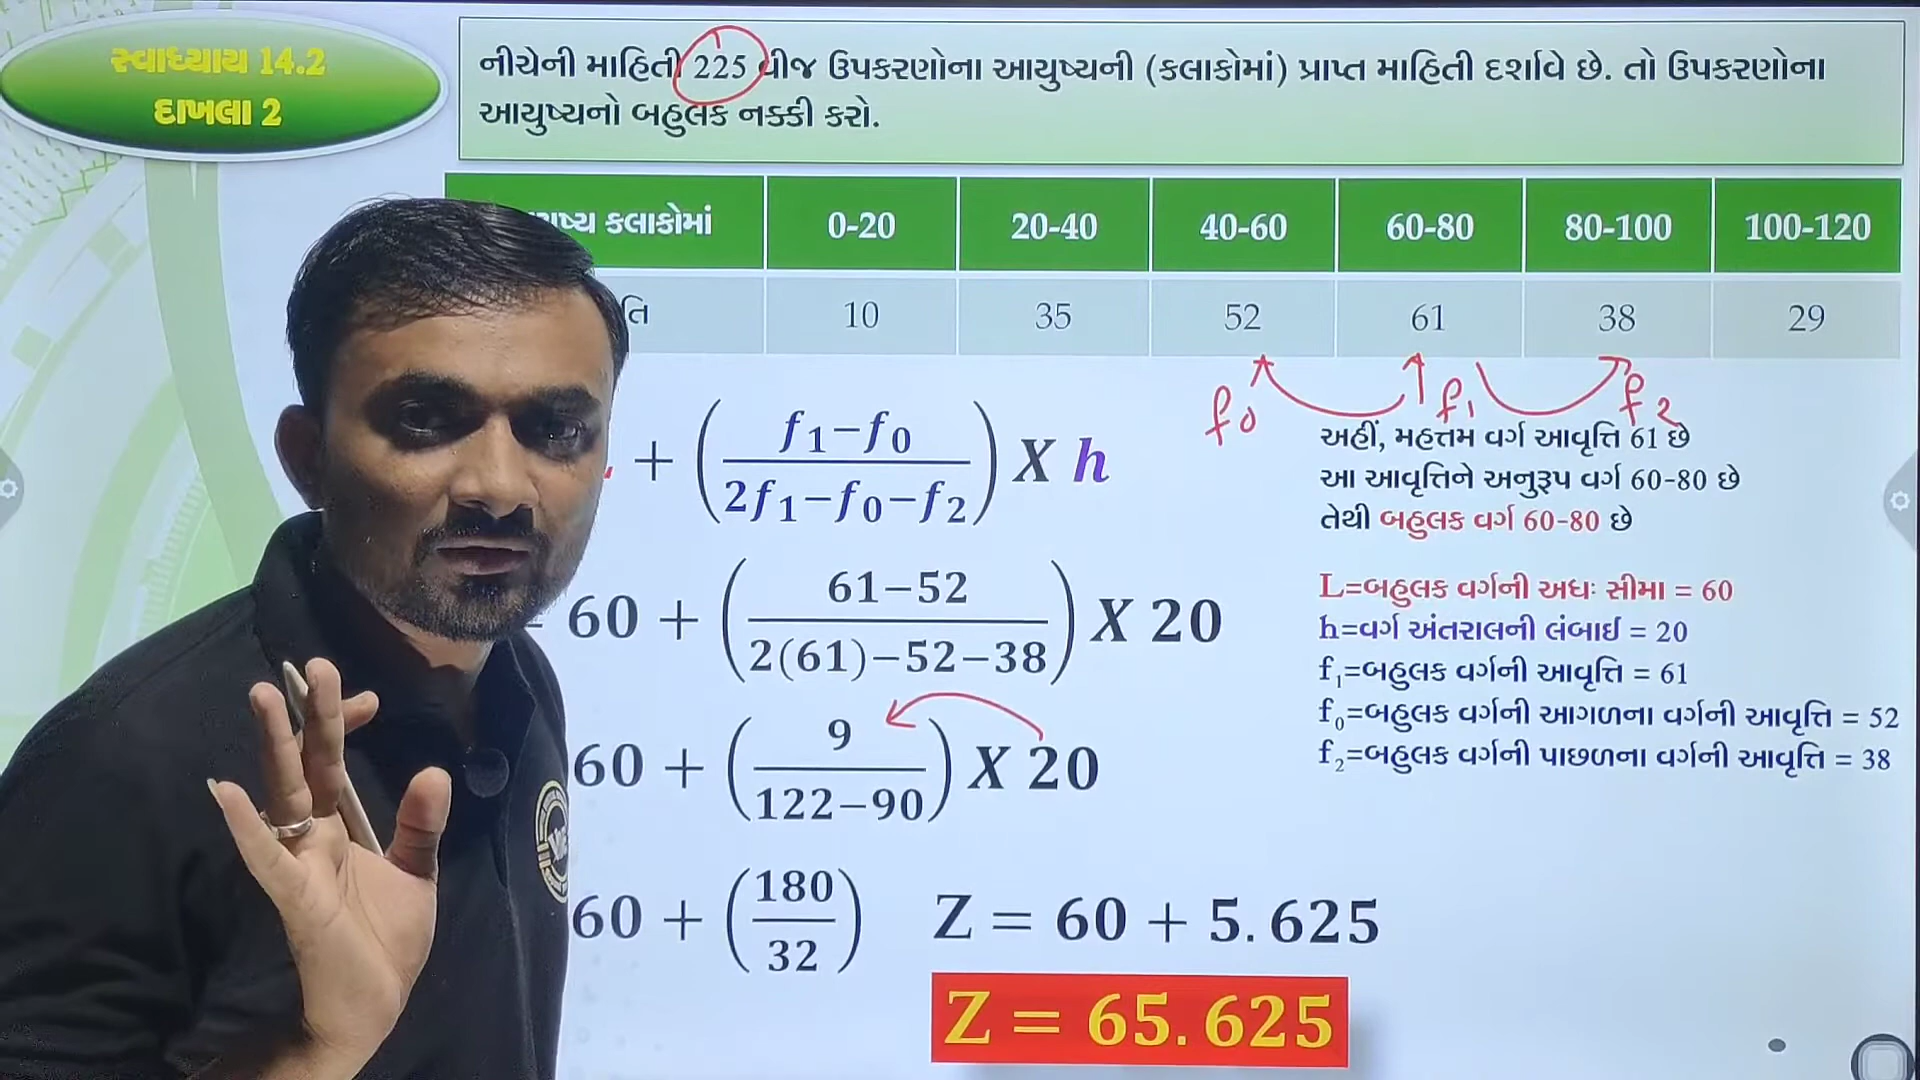 સ્વાધ્યાય 14.2
દાખલા 2
નીચેની માહિતી 225 વીજ ઉપકરણોના આયુષ્યની (કલાકોમાં) પ્રાપ્ત માહિતી દર્શાવે છે. તો ઉપકરણોના
આયુષ્યનો બહુલક નક્કી કરો.
કલાકોમાં 0-20 20-40 40-60 60-80 80-100 100-120
10 35 52 61 38 29
f0 f1 f2
+ (f1−f0 / 2f1−f0−f2) X h
60 + (61−52 / 2(61)−52−38) X 20
60 + (9 / 122−90) X 20
60 + (180 / 32) Z = 60 + 5.625
Z = 65.625
અહીં, મહત્તમ વર્ગ આવૃત્તિ 61 છે
આ આવૃત્તિને અનુરૂપ વર્ગ 60-80 છે
તેથી બહુલક વર્ગ 60-80 છે
L=બહુલક વર્ગની અધઃ સીમા = 60
h=વર્ગ અંતરાલની લંબાઈ = 20
f1=બહુલક વર્ગની આવૃત્તિ = 61
f0=બહુલક વર્ગની આગળના વર્ગની આવૃત્તિ = 52
f2=બહુલક વર્ગની પાછળના વર્ગની આવૃત્તિ = 38